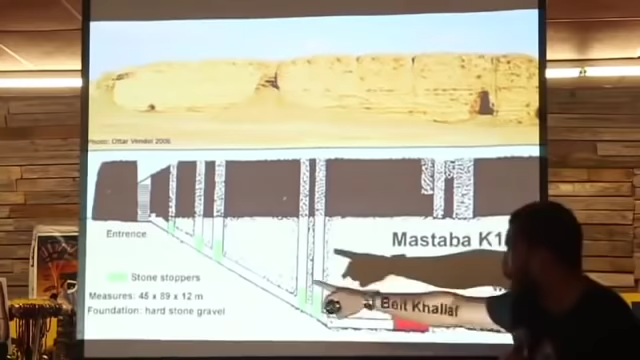 Photo: Ottar Vendel 2006
Entrence
Mastaba K1
Stone stoppers
Measures: 45 x 89 x 12 m
Beit Khallaf
Foundation: hard stone gravel